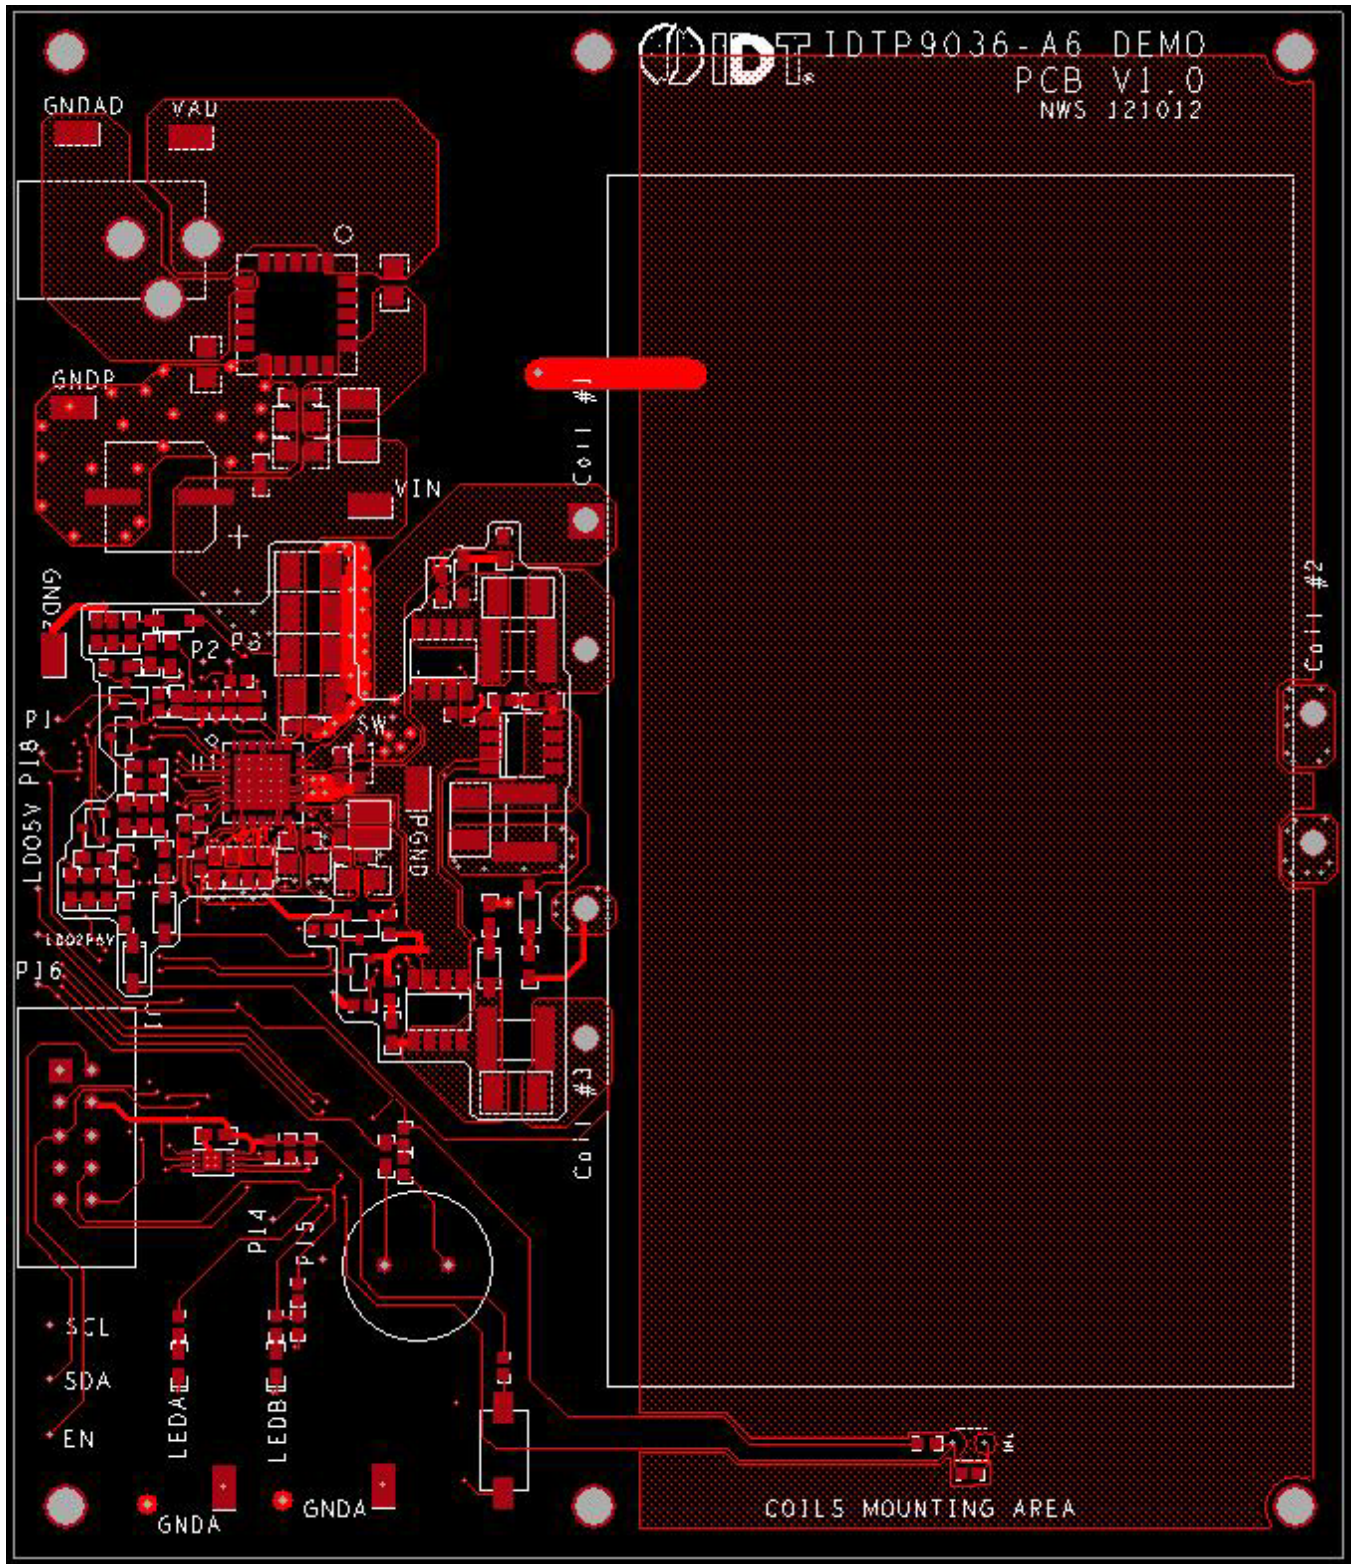 IDT® IDTP9036-A6 DEMO
PCB V1.0
NWS 121012
GNDAD VAD
GNDP
Coil #1
VIN
Coil #2
P2 P3
P1
SW
P18
LDO5V
PGND
LDO2P5V
P16
J1
Coil #3
P14
P15
SCL
SDA
EN
LEDA
LEDB
GNDA
GNDA
COILS MOUNTING AREA